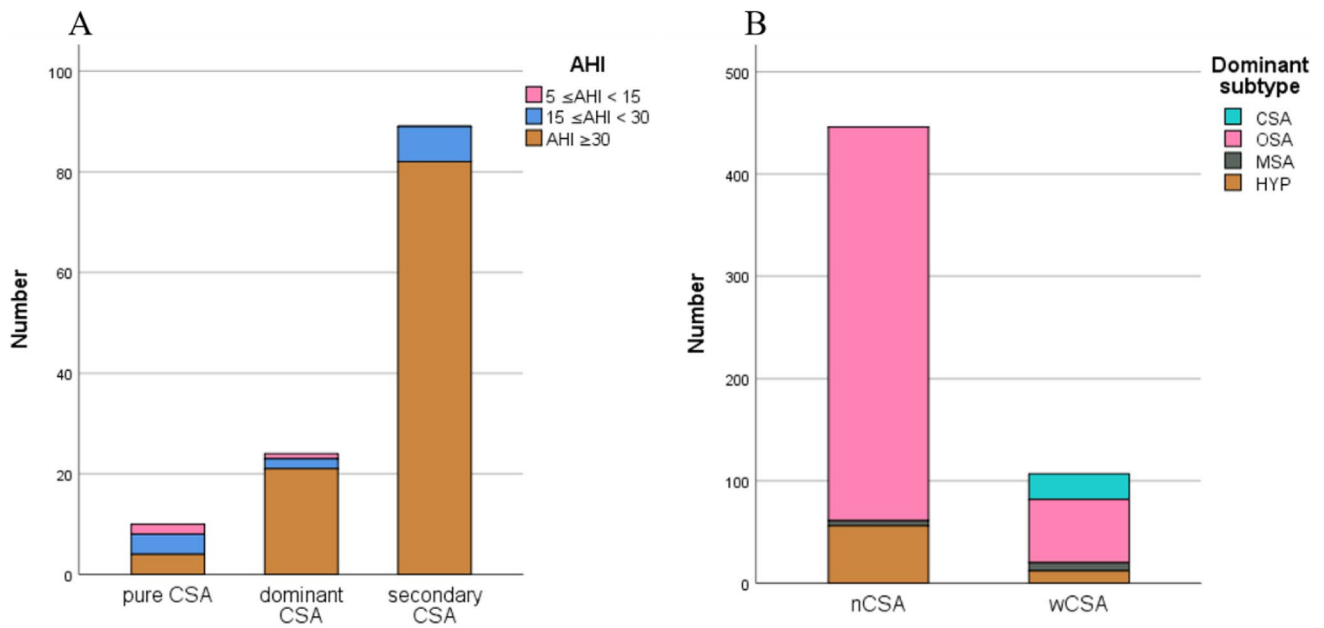 A
Number
100
80
60
40
20
0
pure CSA
dominant
CSA
secondary
CSA
AHI
5 ≤AHI < 15
15 ≤AHI < 30
AHI ≥30
B
Number
500
400
300
200
100
0
nCSA
wCSA
Dominant
subtype
CSA
OSA
MSA
HYP